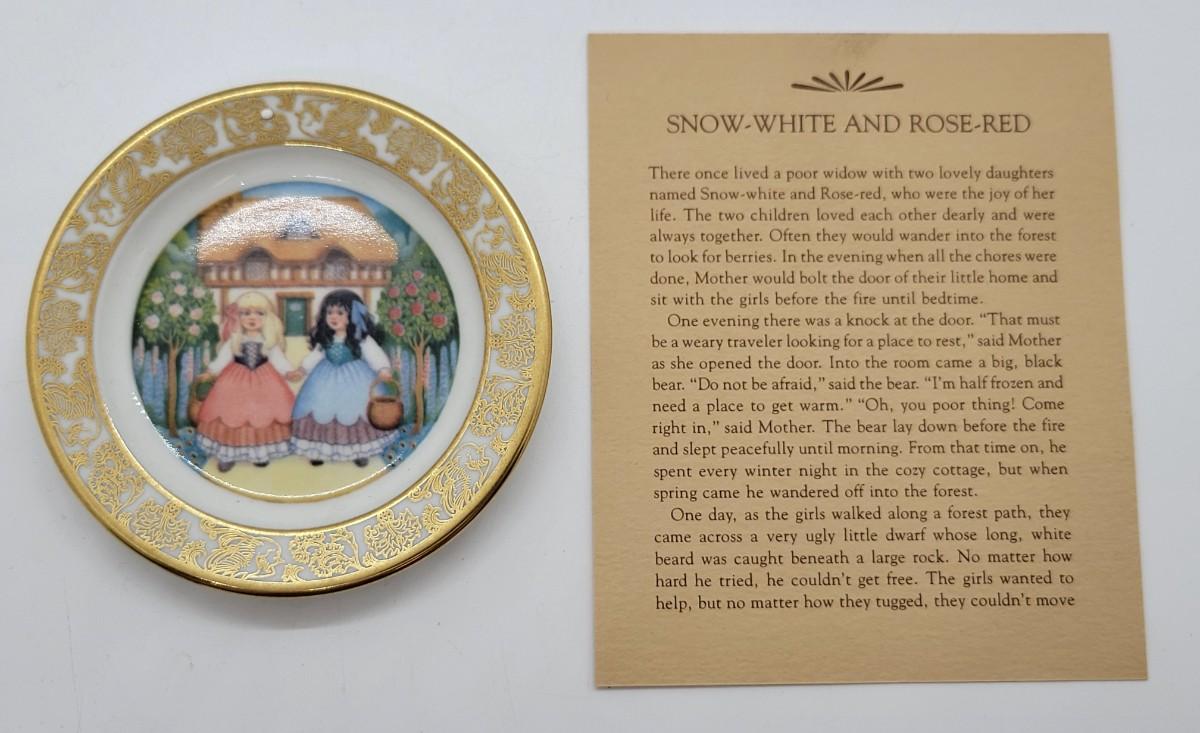 SNOW-WHITE AND ROSE-RED
There once lived a poor widow with two lovely daughters
named Snow-white and Rose-red, who were the joy of her
life. The two children loved each other dearly and were
always together. Often they would wander into the forest
to look for berries. In the evening when all the chores were
done, Mother would bolt the door of their little home and
sit with the girls before the fire until bedtime.
One evening there was a knock at the door. “That must
be a weary traveler looking for a place to rest,” said Mother
as she opened the door. Into the room came a big, black
bear. “Do not be afraid,” said the bear. “I’m half frozen and
need a place to get warm.” “Oh, you poor thing! Come
right in,” said Mother. The bear lay down before the fire
and slept peacefully until morning. From that time on, he
spent every winter night in the cozy cottage, but when
spring came he wandered off into the forest.
One day, as the girls walked along a forest path, they
came across a very ugly little dwarf whose long, white
beard was caught beneath a large rock. No matter how
hard he tried, he couldn’t get free. The girls wanted to
help, but no matter how they tugged, they couldn’t move